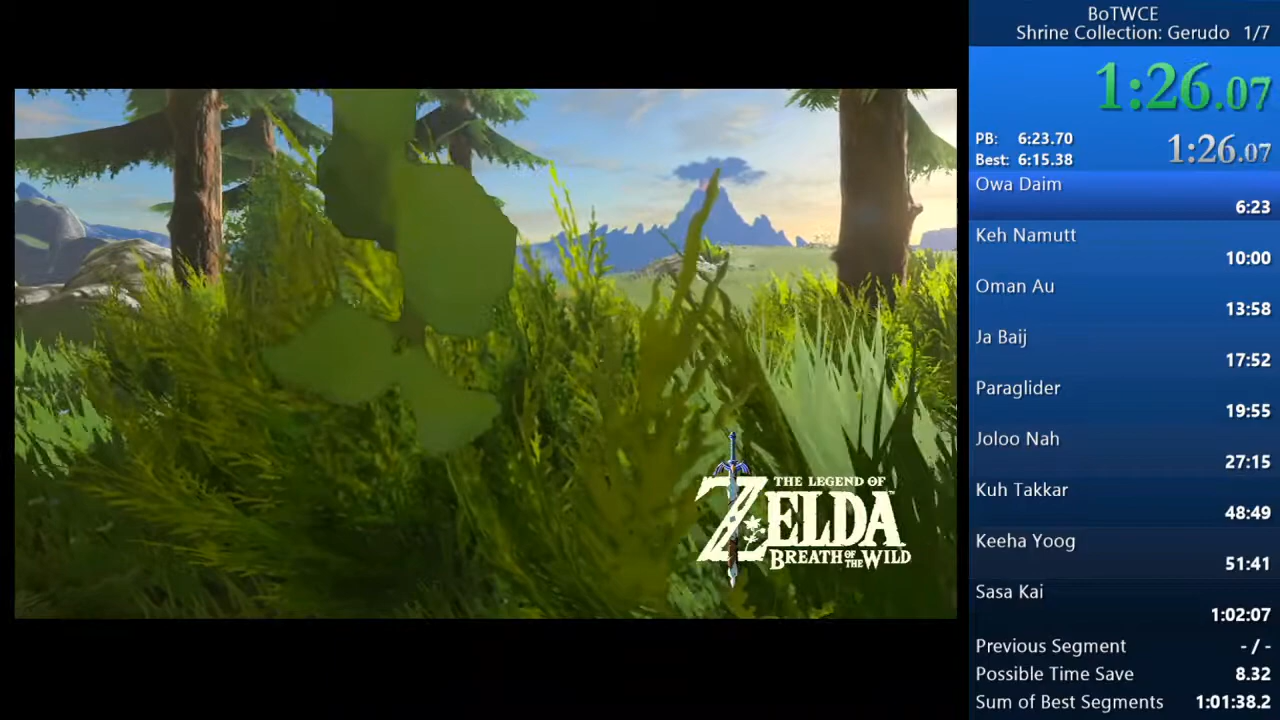 BoTWCE
Shrine Collection: Gerudo 1/7
1:26.07
PB: 6:23.70
Best: 6:15.38
1:26.07
Owa Daim
6:23
Keh Namutt
10:00
Oman Au
13:58
Ja Baij
17:52
Paraglider
19:55
Joloo Nah
27:15
Kuh Takkar
48:49
Keeha Yoog
51:41
Sasa Kai
1:02:07
Previous Segment - / -
Possible Time Save 8.32
Sum of Best Segments 1:01:38.2
THE LEGEND OF
ZELDA
BREATH OF THE WILD